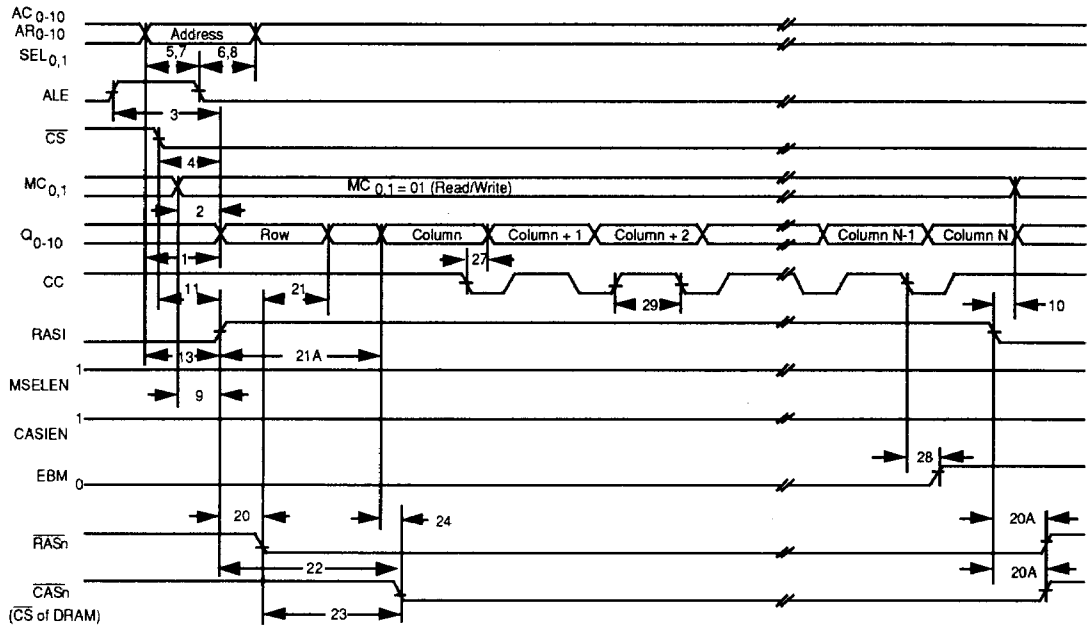 AC0-10
AR0-10
Address
SEL0,1
5,7 6,8
ALE
3
CS
4
MC0,1
MC 0,1 = 01 (Read/Write)
2
Q0-10
Row Column Column + 1 Column + 2 Column N-1 Column N
1
27
CC
11 21 29 10
RASI
13 21A
1
MSELEN
9
1
CASIEN
28
EBM
0
20 24 20A
RASn
22 20A
CASn
23
(CS of DRAM)